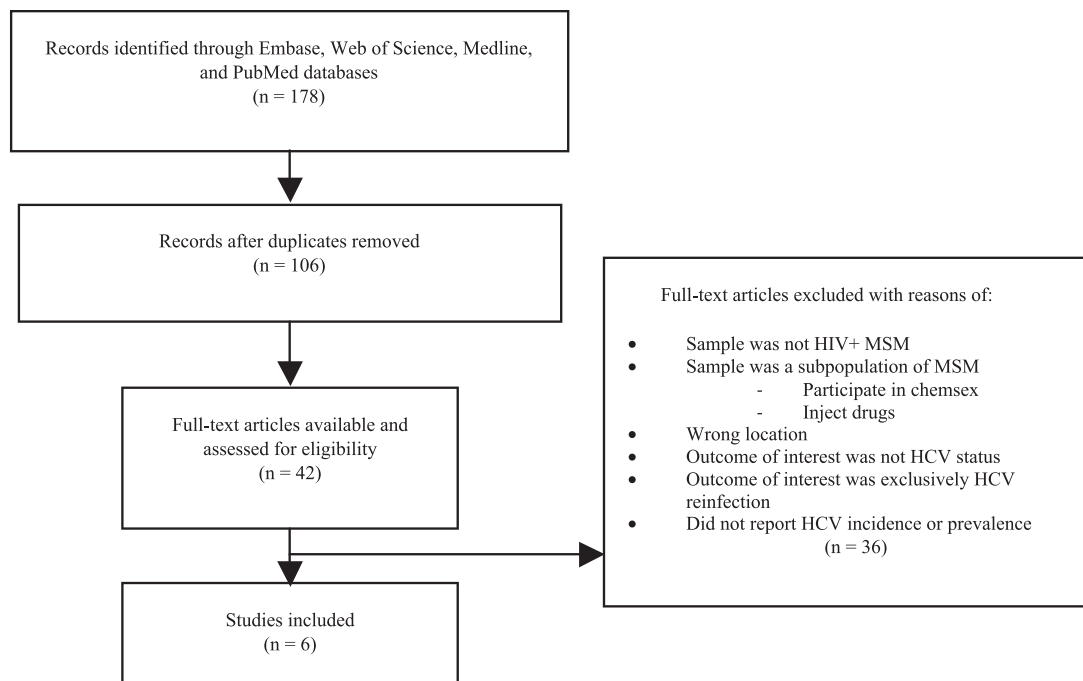 Records identified through Embase, Web of Science, Medline,
and PubMed databases
(n = 178)
Records after duplicates removed
(n = 106)
Full-text articles available and
assessed for eligibility
(n = 42)
Full-text articles excluded with reasons of:
• Sample was not HIV+ MSM
• Sample was a subpopulation of MSM
- Participate in chemsex
- Inject drugs
• Wrong location
• Outcome of interest was not HCV status
• Outcome of interest was exclusively HCV
reinfection
• Did not report HCV incidence or prevalence
(n = 36)
Studies included
(n = 6)